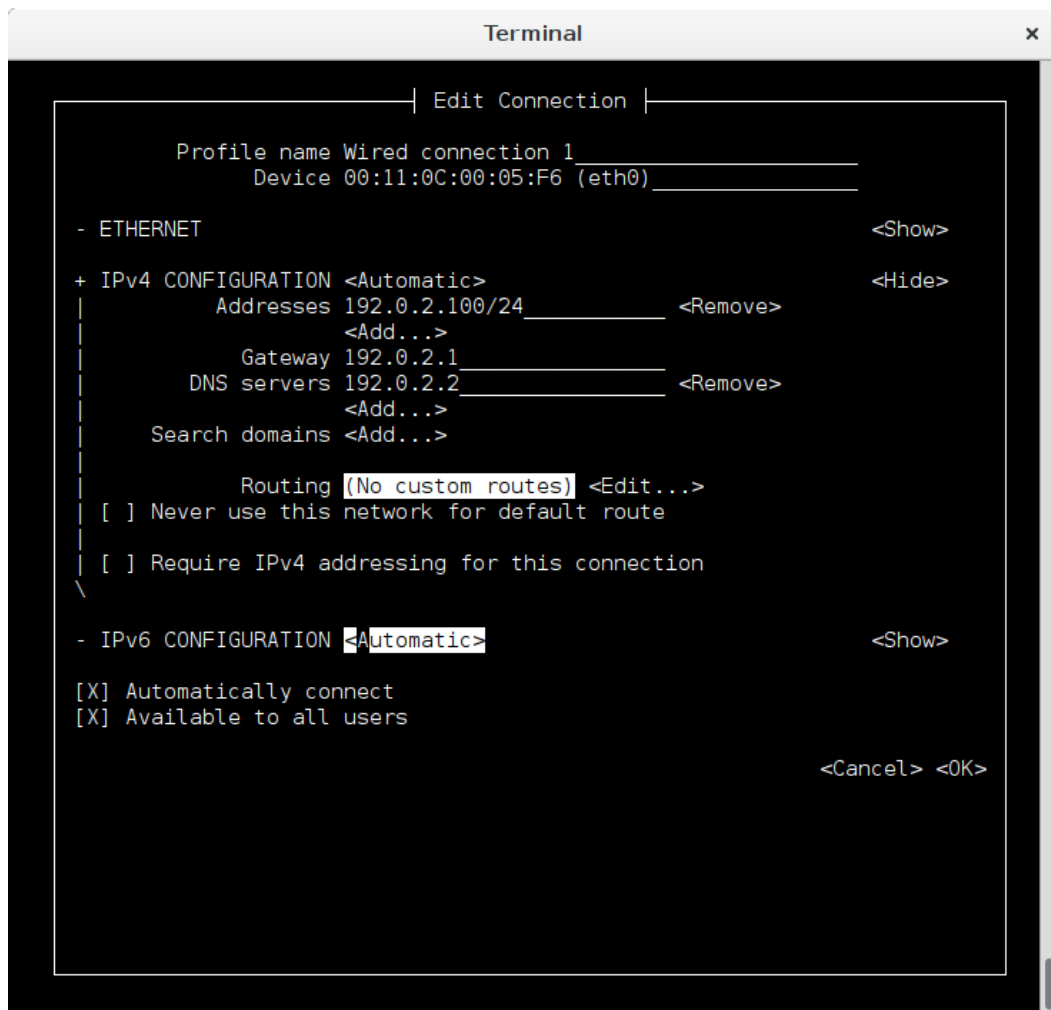 Terminal ×
Edit Connection
Profile name Wired connection 1
Device 00:11:0C:00:05:F6 (eth0)
- ETHERNET <Show>
+ IPv4 CONFIGURATION <Automatic> <Hide>
| Addresses 192.0.2.100/24 <Remove>
| <Add...>
| Gateway 192.0.2.1
| DNS servers 192.0.2.2 <Remove>
| <Add...>
| Search domains <Add...>
|
| Routing (No custom routes) <Edit...>
| [ ] Never use this network for default route
|
| [ ] Require IPv4 addressing for this connection
\
- IPv6 CONFIGURATION <Automatic> <Show>
[X] Automatically connect
[X] Available to all users
<Cancel> <OK>